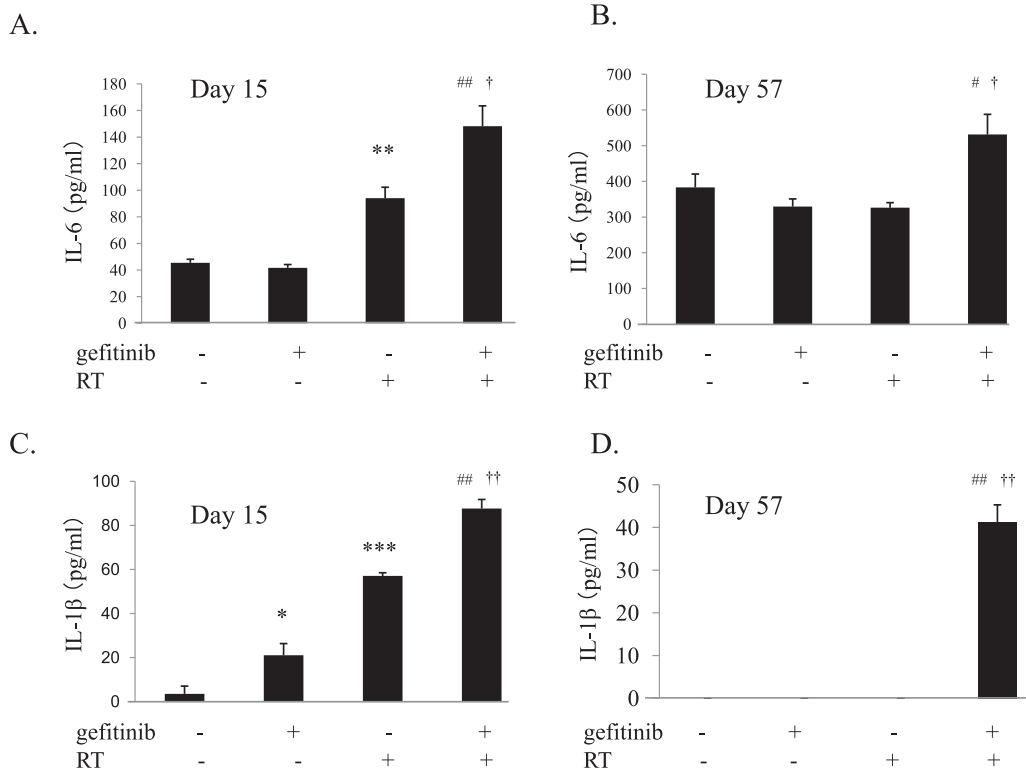 A.
Day 15
## †
**
IL-6 (pg/ml)
180
160
140
120
100
80
60
40
20
0
gefitinib - + - +
RT - - + +
B.
Day 57
# †
IL-6 (pg/ml)
700
600
500
400
300
200
100
0
gefitinib - + - +
RT - - + +
C.
Day 15
## ††
***
*
IL-1β (pg/ml)
100
80
60
40
20
0
gefitinib - + - +
RT - - + +
D.
Day 57
## ††
IL-1β (pg/ml)
50
40
30
20
10
0
gefitinib - + - +
RT - - + +